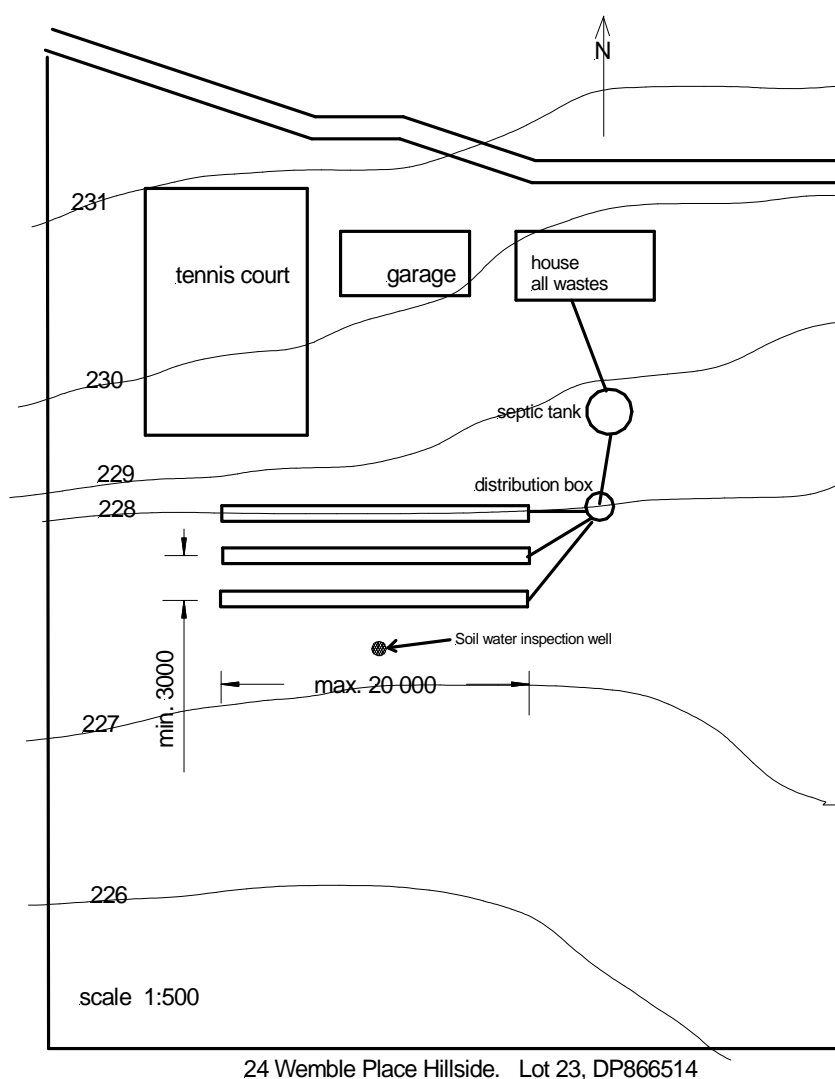 N
231
tennis court
garage
house
all wastes
230
septic tank
229
distribution box
228
Soil water inspection well
min. 3000
max. 20 000
227
226
scale 1:500
24 Wemble Place Hillside. Lot 23, DP866514